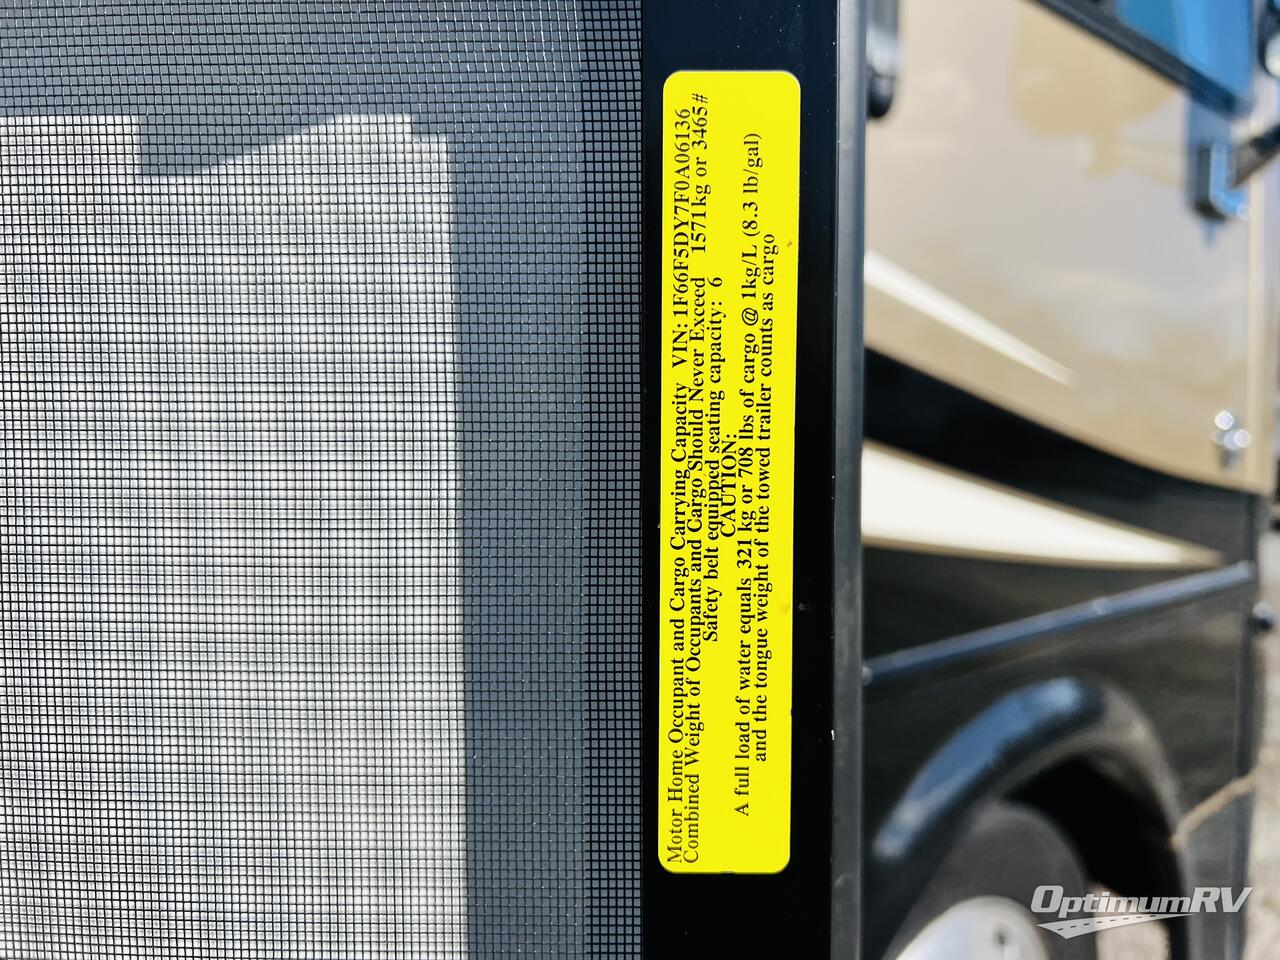 Motor Home Occupant and Cargo Carrying Capacity VIN: 1F66F5DY7F0A06136
Combined Weight of Occupants and Cargo Should Never Exceed 1571kg or 3465#
Safety belt equipped seating capacity: 6
CAUTION:
A full load of water equals 321 kg or 708 lbs of cargo @ 1kg/L (8.3 lb/gal)
and the tongue weight of the towed trailer counts as cargo
OptimumRV